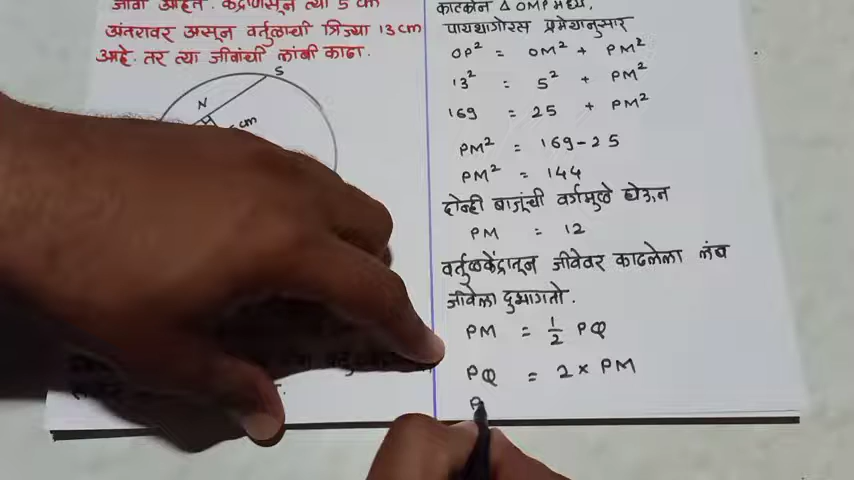 जीवा आहेत. केंद्रापासून त्या 5 cm
अंतरावर असून वर्तुळाची त्रिज्या 13 cm
आहे. तर त्या जीवांची लांबी काढा.
S
N
cm
काटकोन △ OMP मध्ये,
पायथागोरस प्रमेयानुसार
OP² = OM² + PM²
13² = 5² + PM²
169 = 25 + PM²
PM² = 169-25
PM² = 144
दोन्ही बाजूंची वर्गमुळे घेऊन
PM = 12
वर्तुळकेंद्रातून जीवेवर काढलेला लंब
जीवेला दुभागतो.
PM = 1/2 PQ
PQ = 2 × PM
P